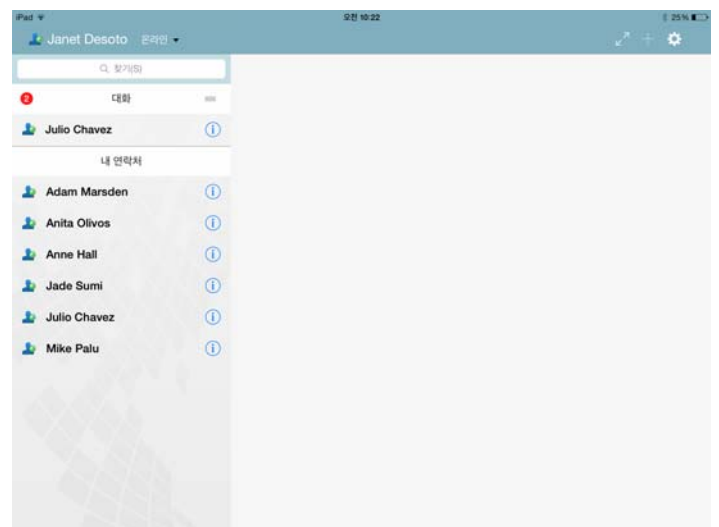 iPad 오전 10:22 25%
Janet Desoto 온라인
찾기(S)
2 대화
Julio Chavez
내 연락처
Adam Marsden
Anita Olivos
Anne Hall
Jade Sumi
Julio Chavez
Mike Palu